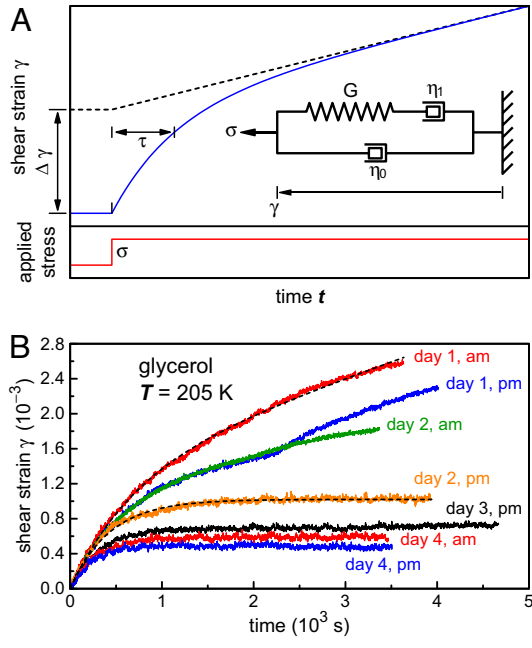 A
shear strain γ
Δ γ
τ
G
η1
σ
η0
γ
applied
stress
σ
time t
B
shear strain γ (10⁻³)
2.8
2.4
2.0
1.6
1.2
0.8
0.4
0.0
glycerol
T = 205 K
day 1, am
day 1, pm
day 2, am
day 2, pm
day 3, pm
day 4, am
day 4, pm
0 1 2 3 4 5
time (10³ s)